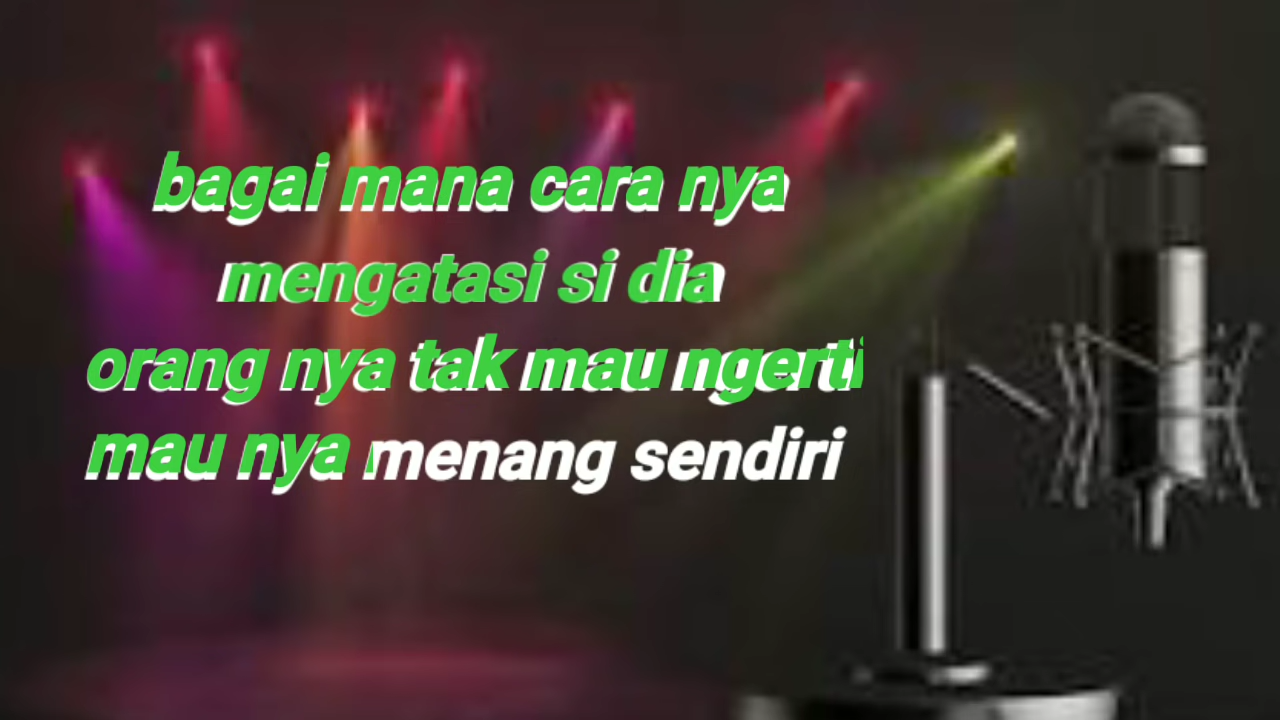 bagai mana cara nya
mengatasi si dia
orang nya tak mau ngerti
mau nya menang sendiri